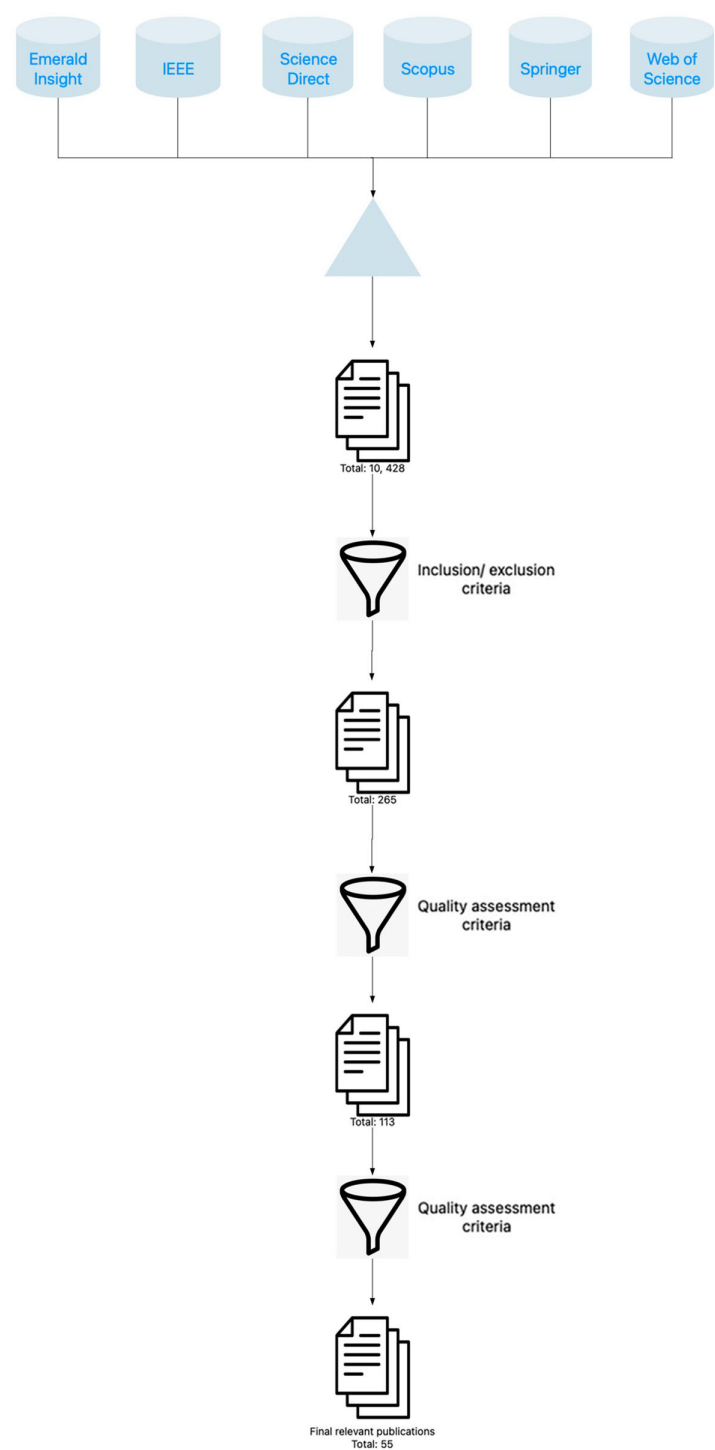 Emerald
Insight
IEEE
Science
Direct
Scopus
Springer
Web of
Science
Total: 10, 428
Inclusion/ exclusion
criteria
Total: 265
Quality assessment
criteria
Total: 113
Quality assessment
criteria
Final relevant publications
Total: 55